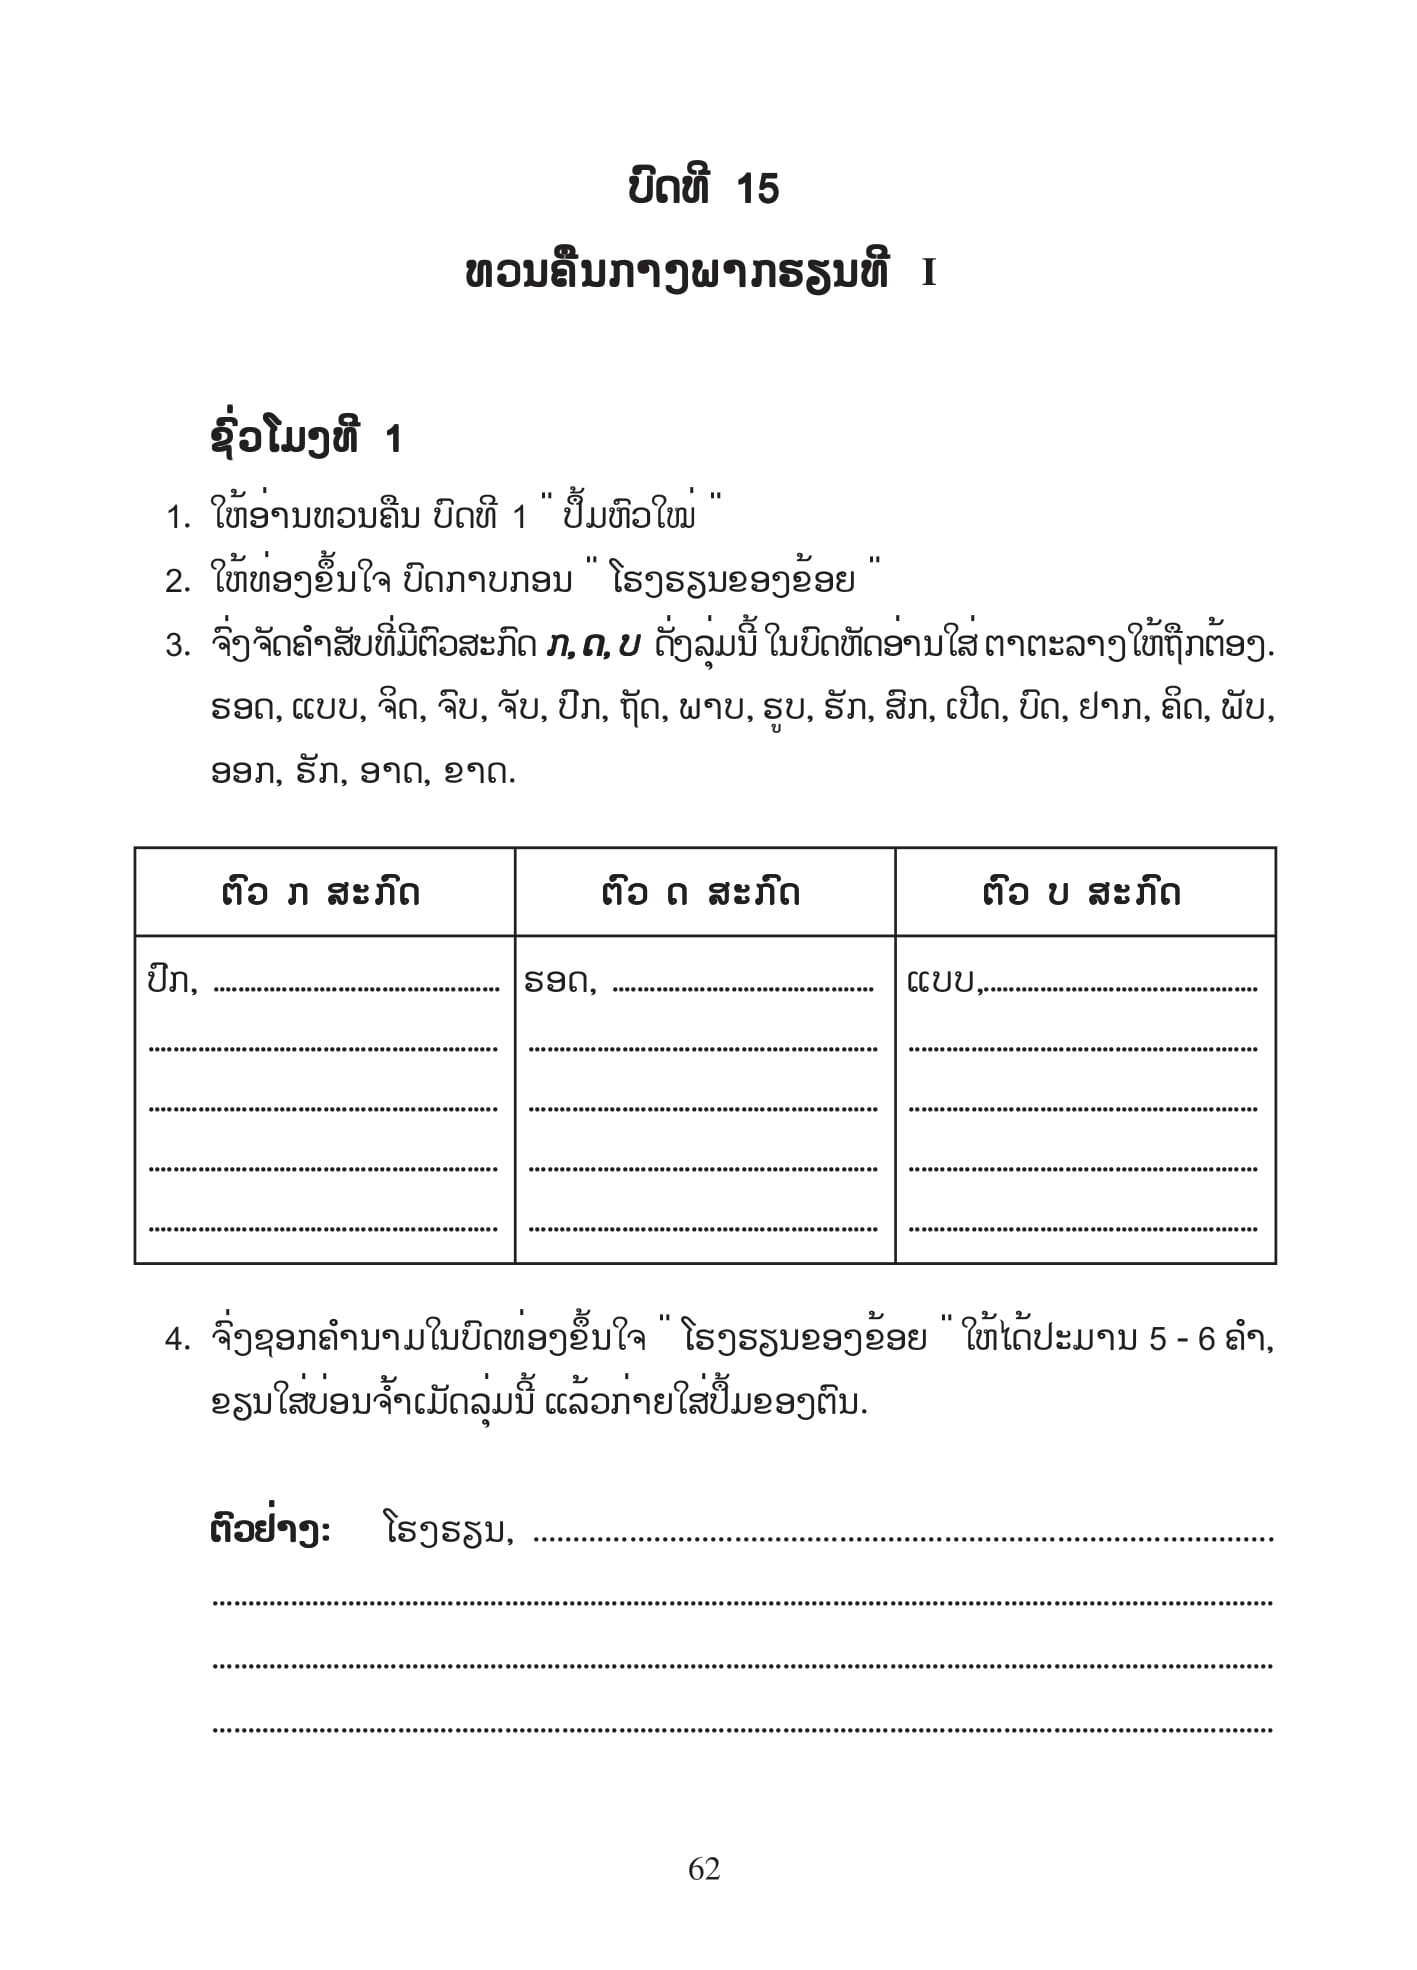 ບົດທີ 15
ທວນຄືນກາງພາກຮຽນທີ I
ຊົ່ວໂມງທີ 1
1. ໃຫ້ອ່ານທວນຄືນ ບົດທີ 1 " ປຶ້ມຫົວໃໝ່ "
2. ໃຫ້ທ່ອງຂຶ້ນໃຈ ບົດກາບກອນ " ໂຮງຮຽນຂອງຂ້ອຍ "
3. ຈົ່ງຈັດຄຳສັບທີ່ມີຕົວສະກົດ ກ, ດ, ບ ດັ່ງລຸ່ມນີ້ ໃນບົດຫັດອ່ານໃສ່ ຕາຕະລາງໃຫ້ຖືກຕ້ອງ.
ຮອດ, ແບບ, ຈິດ, ຈົບ, ຈັບ, ປົກ, ຖັດ, ພາບ, ຮູບ, ຮັກ, ສົກ, ເປີດ, ບົດ, ຢາກ, ຄິດ, ພັບ,
ອອກ, ຮັກ, ອາດ, ຂາດ.
ຕົວ ກ ສະກົດ ຕົວ ດ ສະກົດ ຕົວ ບ ສະກົດ
ປົກ, .............................................. ຮອດ, .......................................... ແບບ,............................................
........................................................ ........................................................ ........................................................
........................................................ ........................................................ ........................................................
........................................................ ........................................................ ........................................................
........................................................ ........................................................ ........................................................
4. ຈົ່ງຊອກຄຳນາມໃນບົດທ່ອງຂຶ້ນໃຈ " ໂຮງຮຽນຂອງຂ້ອຍ " ໃຫ້ໄດ້ປະມານ 5 - 6 ຄຳ,
ຂຽນໃສ່ບ່ອນຈ້ຳເມັດລຸ່ມນີ້ ແລ້ວກ່າຍໃສ່ປຶ້ມຂອງຕົນ.
ຕົວຢ່າງ: ໂຮງຮຽນ, ............................................................................................
......................................................................................................................................
......................................................................................................................................
......................................................................................................................................
62